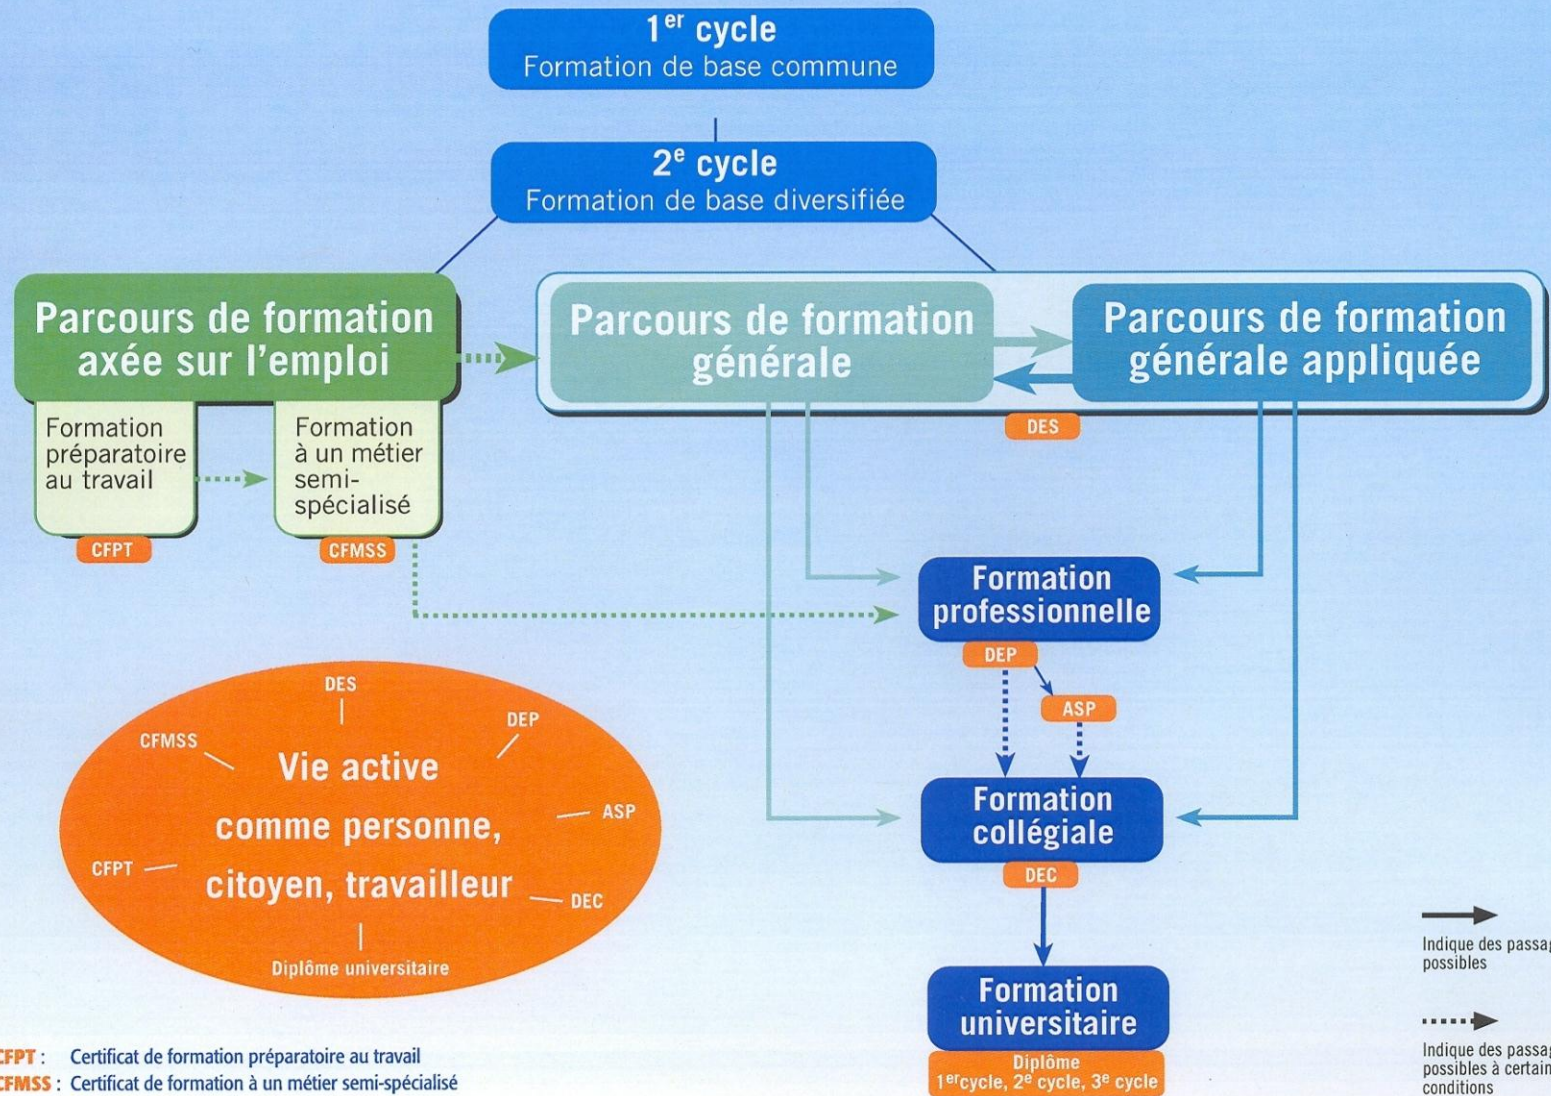 1er cycle
Formation de base commune
2e cycle
Formation de base diversifiée
Parcours de formation
axée sur l'emploi
Parcours de formation
générale
Parcours de formation
générale appliquée
DES
Formation
préparatoire
au travail
Formation
à un métier
semi-
spécialisé
CFPT
CFMSS
Formation
professionnelle
DEP
ASP
Formation
collégiale
DEC
Formation
universitaire
Diplôme
1er cycle, 2e cycle, 3e cycle
DES
DEP
CFMSS
ASP
CFPT
DEC
Diplôme universitaire
Vie active
comme personne,
citoyen, travailleur
Indique des passag
possibles
Indique des passag
possibles à certain
conditions
CFPT : Certificat de formation préparatoire au travail
CFMSS : Certificat de formation à un métier semi-spécialisé